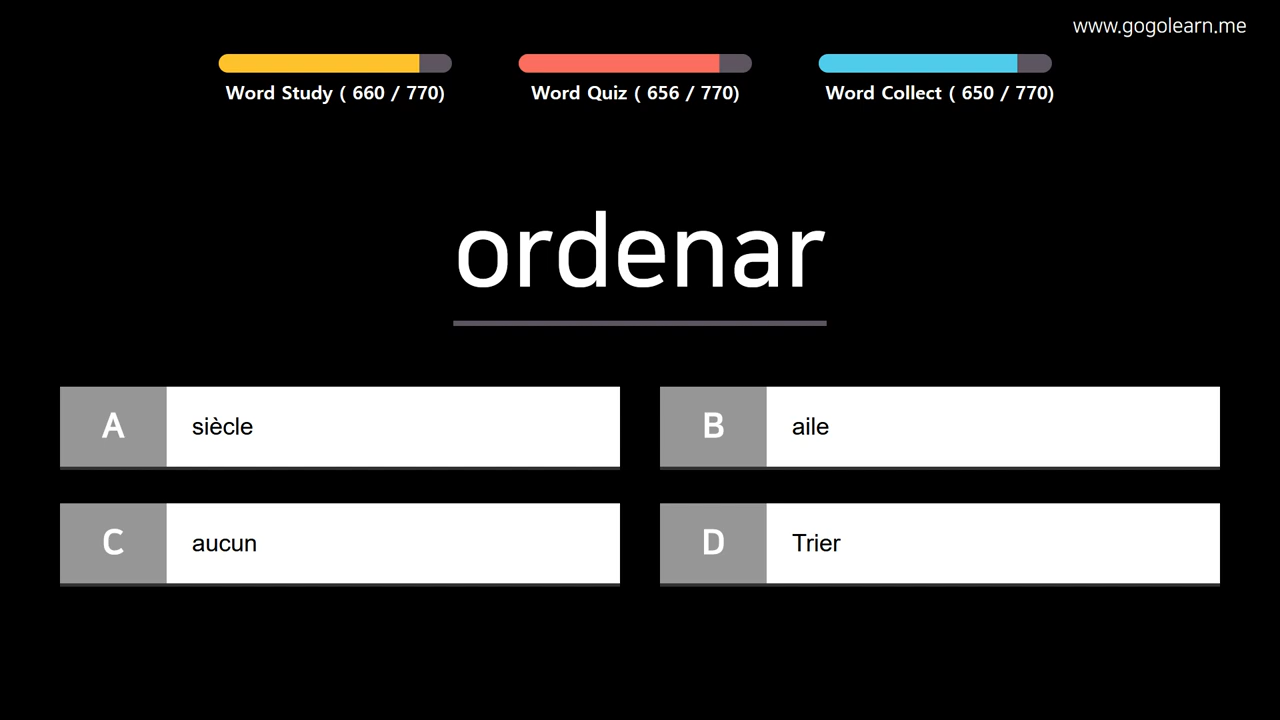 www.gogolearn.me
Word Study ( 660 / 770)
Word Quiz ( 656 / 770)
Word Collect ( 650 / 770)
ordenar
A siècle
B aile
C aucun
D Trier